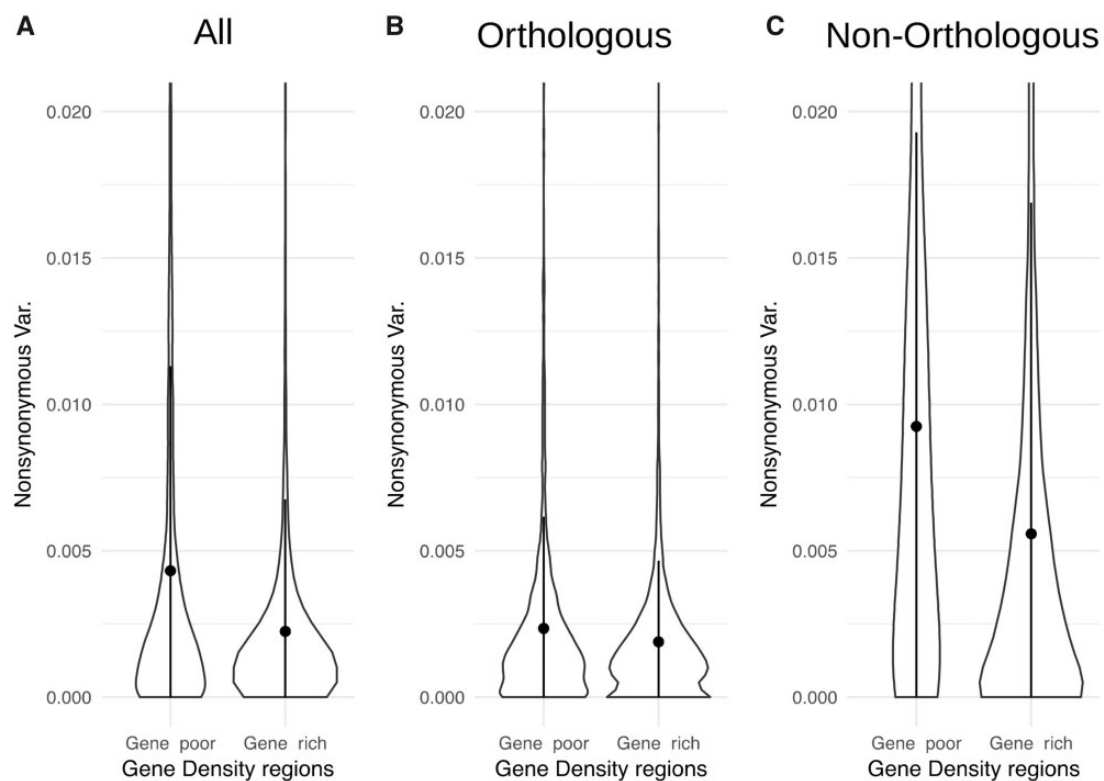 A All
0.020
0.015
0.010
0.005
0.000
Nonsynonymous Var.
Gene poor Gene rich
Gene Density regions
B Orthologous
0.020
0.015
0.010
0.005
0.000
Nonsynonymous Var.
Gene poor Gene rich
Gene Density regions
C Non-Orthologous
0.020
0.015
0.010
0.005
0.000
Nonsynonymous Var.
Gene poor Gene rich
Gene Density regions